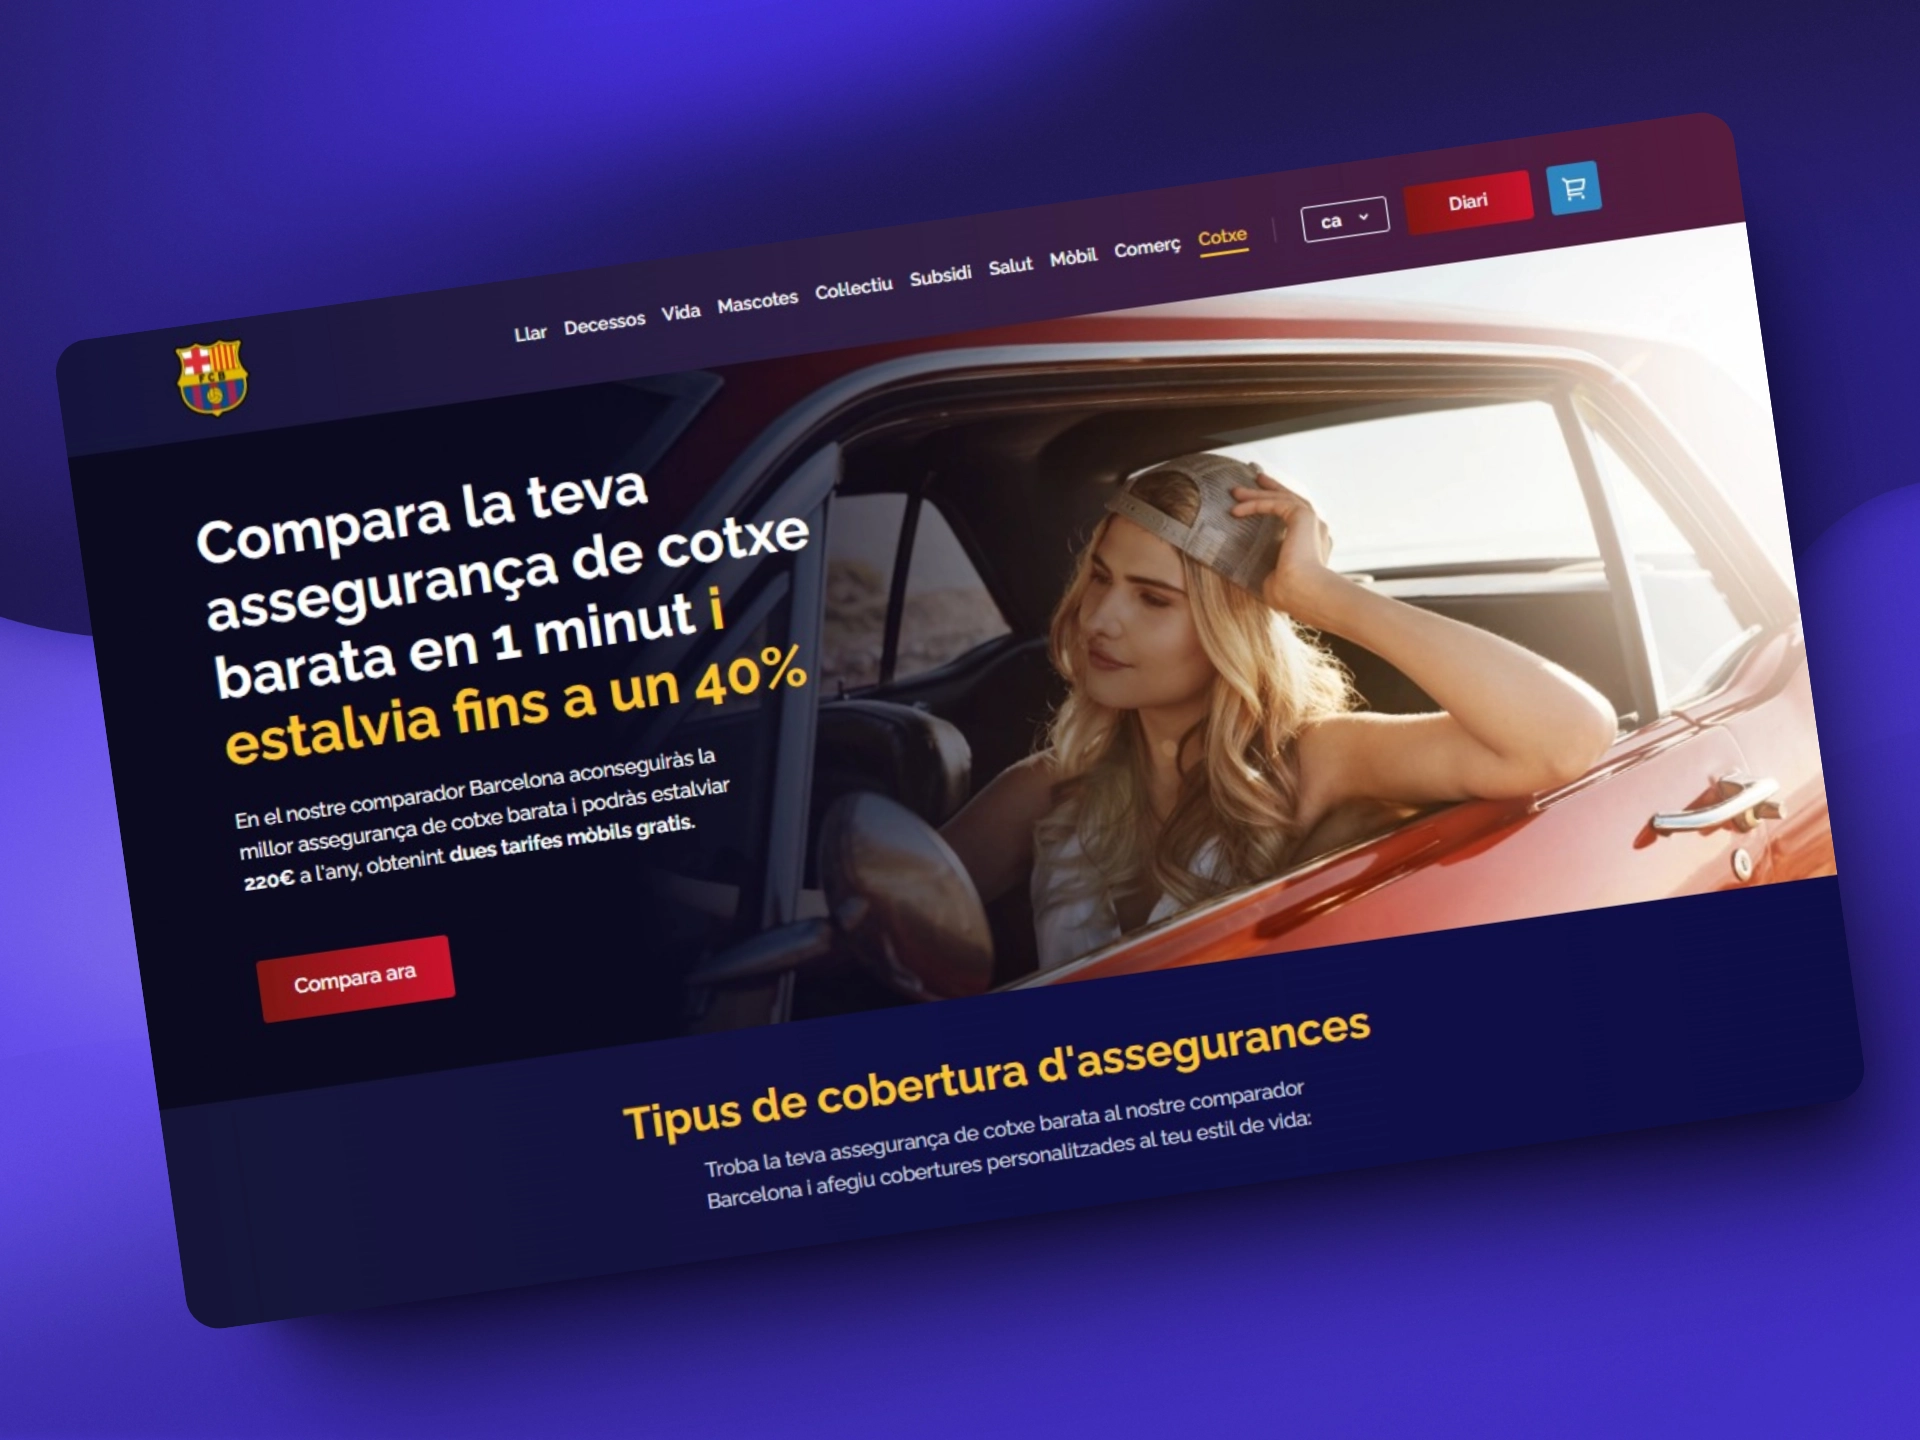 FCB
Llar Decessos Vida Mascotes Col·lectiu Subsidi Salut Mòbil Comerç Cotxe ca Diari
Compara la teva
assegurança de cotxe
barata en 1 minut i
estalvia fins a un 40%
En el nostre comparador Barcelona aconseguiràs la
millor assegurança de cotxe barata i podràs estalviar
220€ a l'any, obtenint dues tarifes mòbils gratis.
Compara ara
Tipus de cobertura d'assegurances
Troba la teva assegurança de cotxe barata al nostre comparador
Barcelona i afegiu cobertures personalitzades al teu estil de vida: